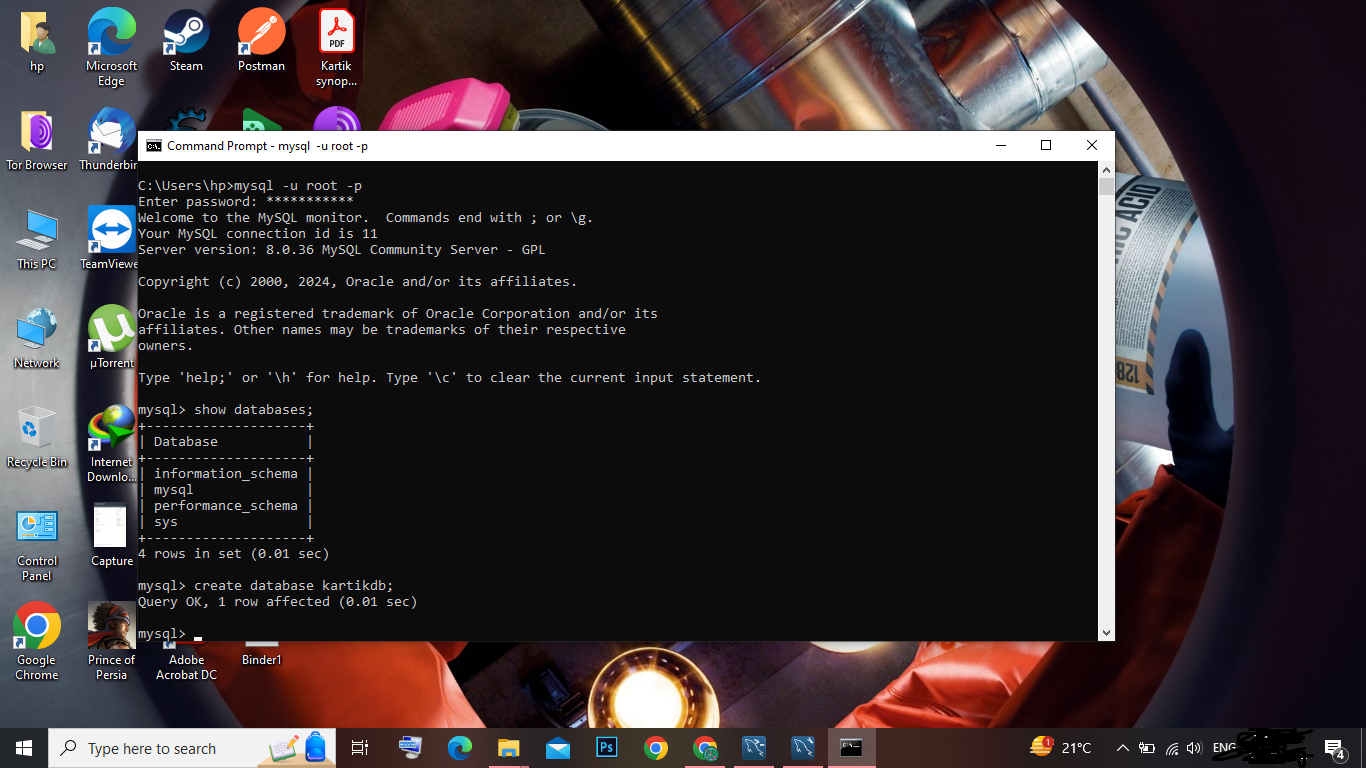 hp
Microsoft
Edge
Steam
Postman
PDF
Kartik
synop...
Tor Browser
Thunderbir
This PC
TeamViewe
Network
µTorrent
Recycle Bin
Internet
Downlo...
Control
Panel
Capture
Google
Chrome
Prince of
Persia
Adobe
Acrobat DC
Binder1
Command Prompt - mysql  -u root -p
C:\Users\hp>mysql -u root -p
Enter password: ***********
Welcome to the MySQL monitor.  Commands end with ; or \g.
Your MySQL connection id is 11
Server version: 8.0.36 MySQL Community Server - GPL
Copyright (c) 2000, 2024, Oracle and/or its affiliates.
Oracle is a registered trademark of Oracle Corporation and/or its
affiliates. Other names may be trademarks of their respective
owners.
Type 'help;' or '\h' for help. Type '\c' to clear the current input statement.
mysql> show databases;
+--------------------+
| Database           |
+--------------------+
| information_schema |
| mysql              |
| performance_schema |
| sys                |
+--------------------+
4 rows in set (0.01 sec)
mysql> create database kartikdb;
Query OK, 1 row affected (0.01 sec)
mysql>
ACID
128
Type here to search
Ps
1
21°C
ENG
4